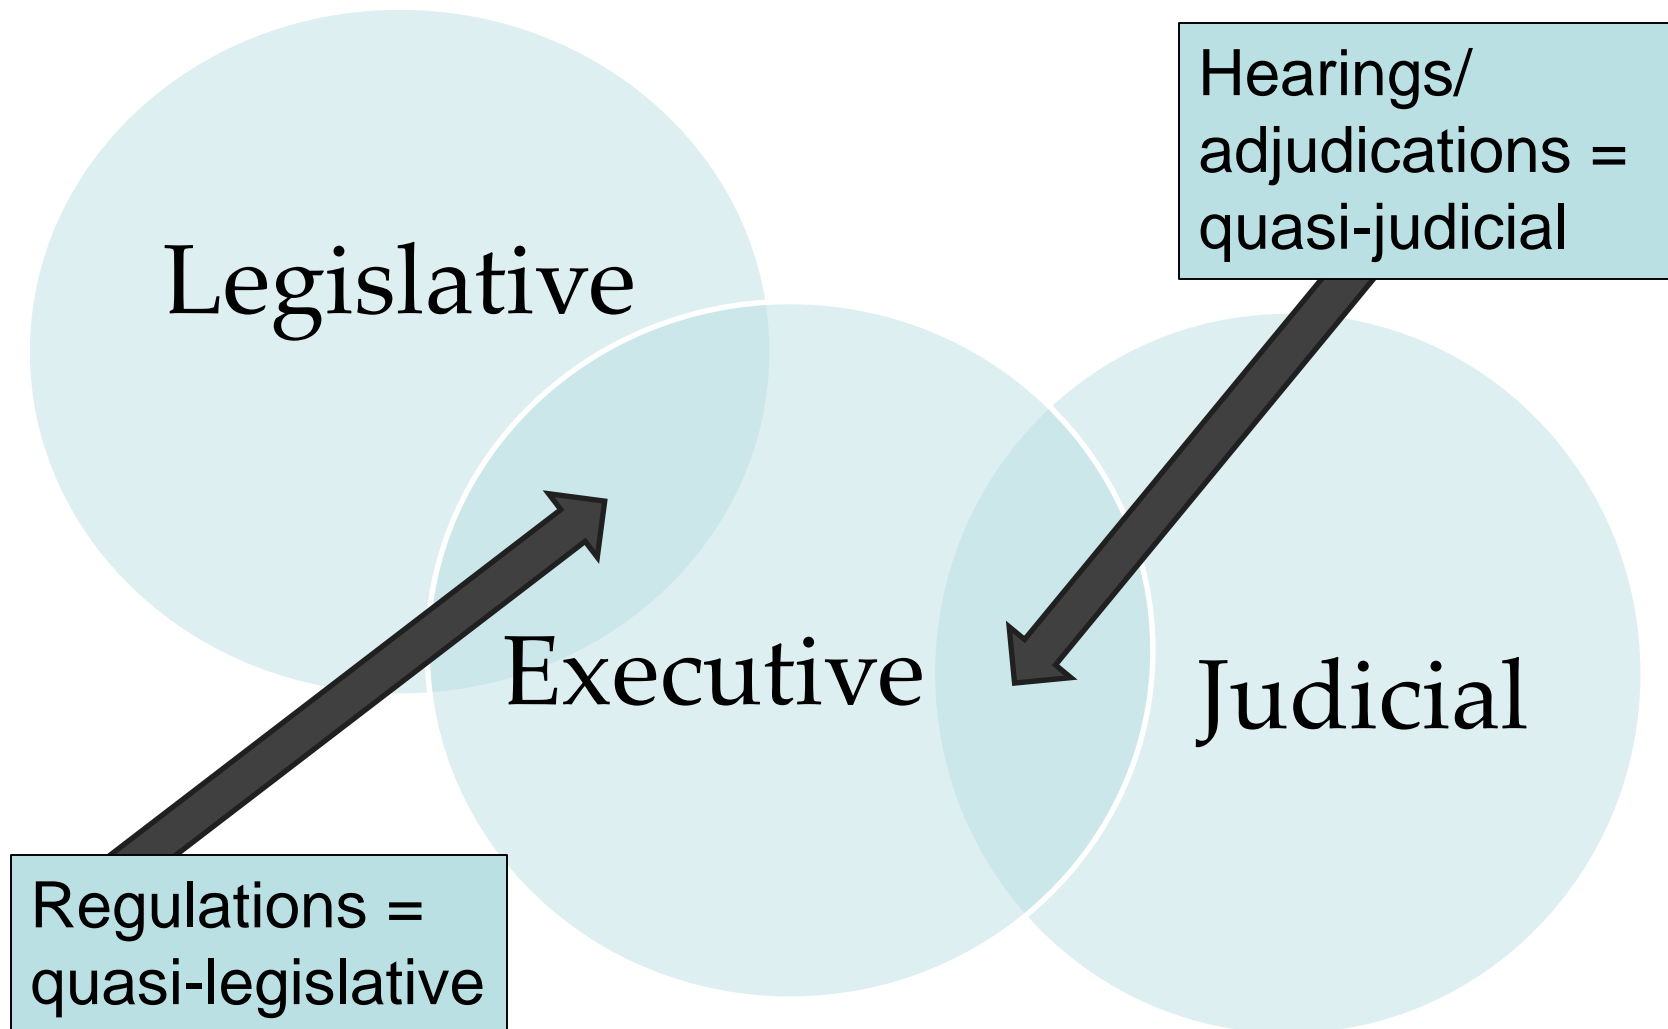 Hearings/
adjudications =
quasi-judicial
Legislative
Executive
Judicial
Regulations =
quasi-legislative